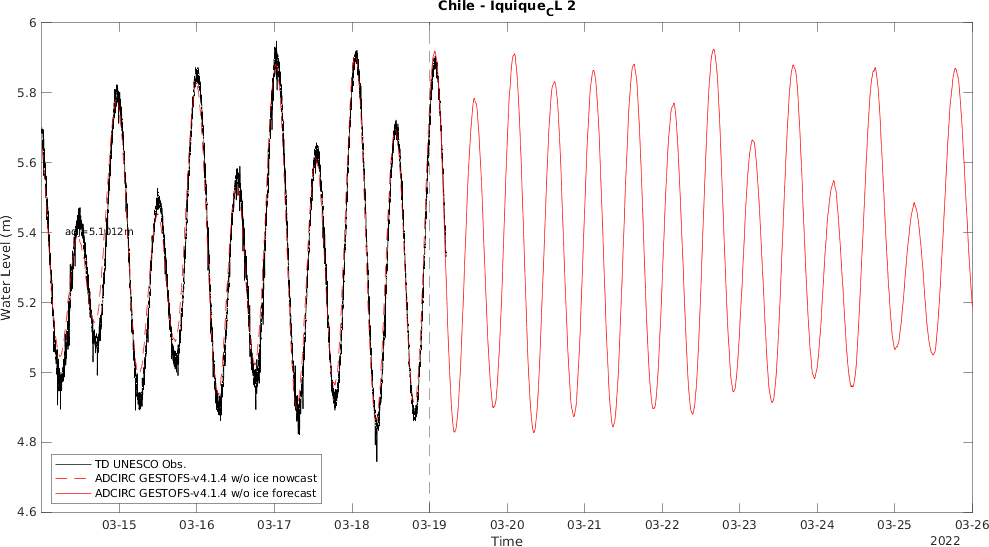 Chile - Iquique_CL 2
6
5.8
5.6
5.4
5.2
5
4.8
4.6
Water Level (m)
adj=5.1012m
TD UNESCO Obs.
ADCIRC GESTOFS-v4.1.4 w/o ice nowcast
ADCIRC GESTOFS-v4.1.4 w/o ice forecast
03-15 03-16 03-17 03-18 03-19 03-20 03-21 03-22 03-23 03-24 03-25 03-26
Time
2022